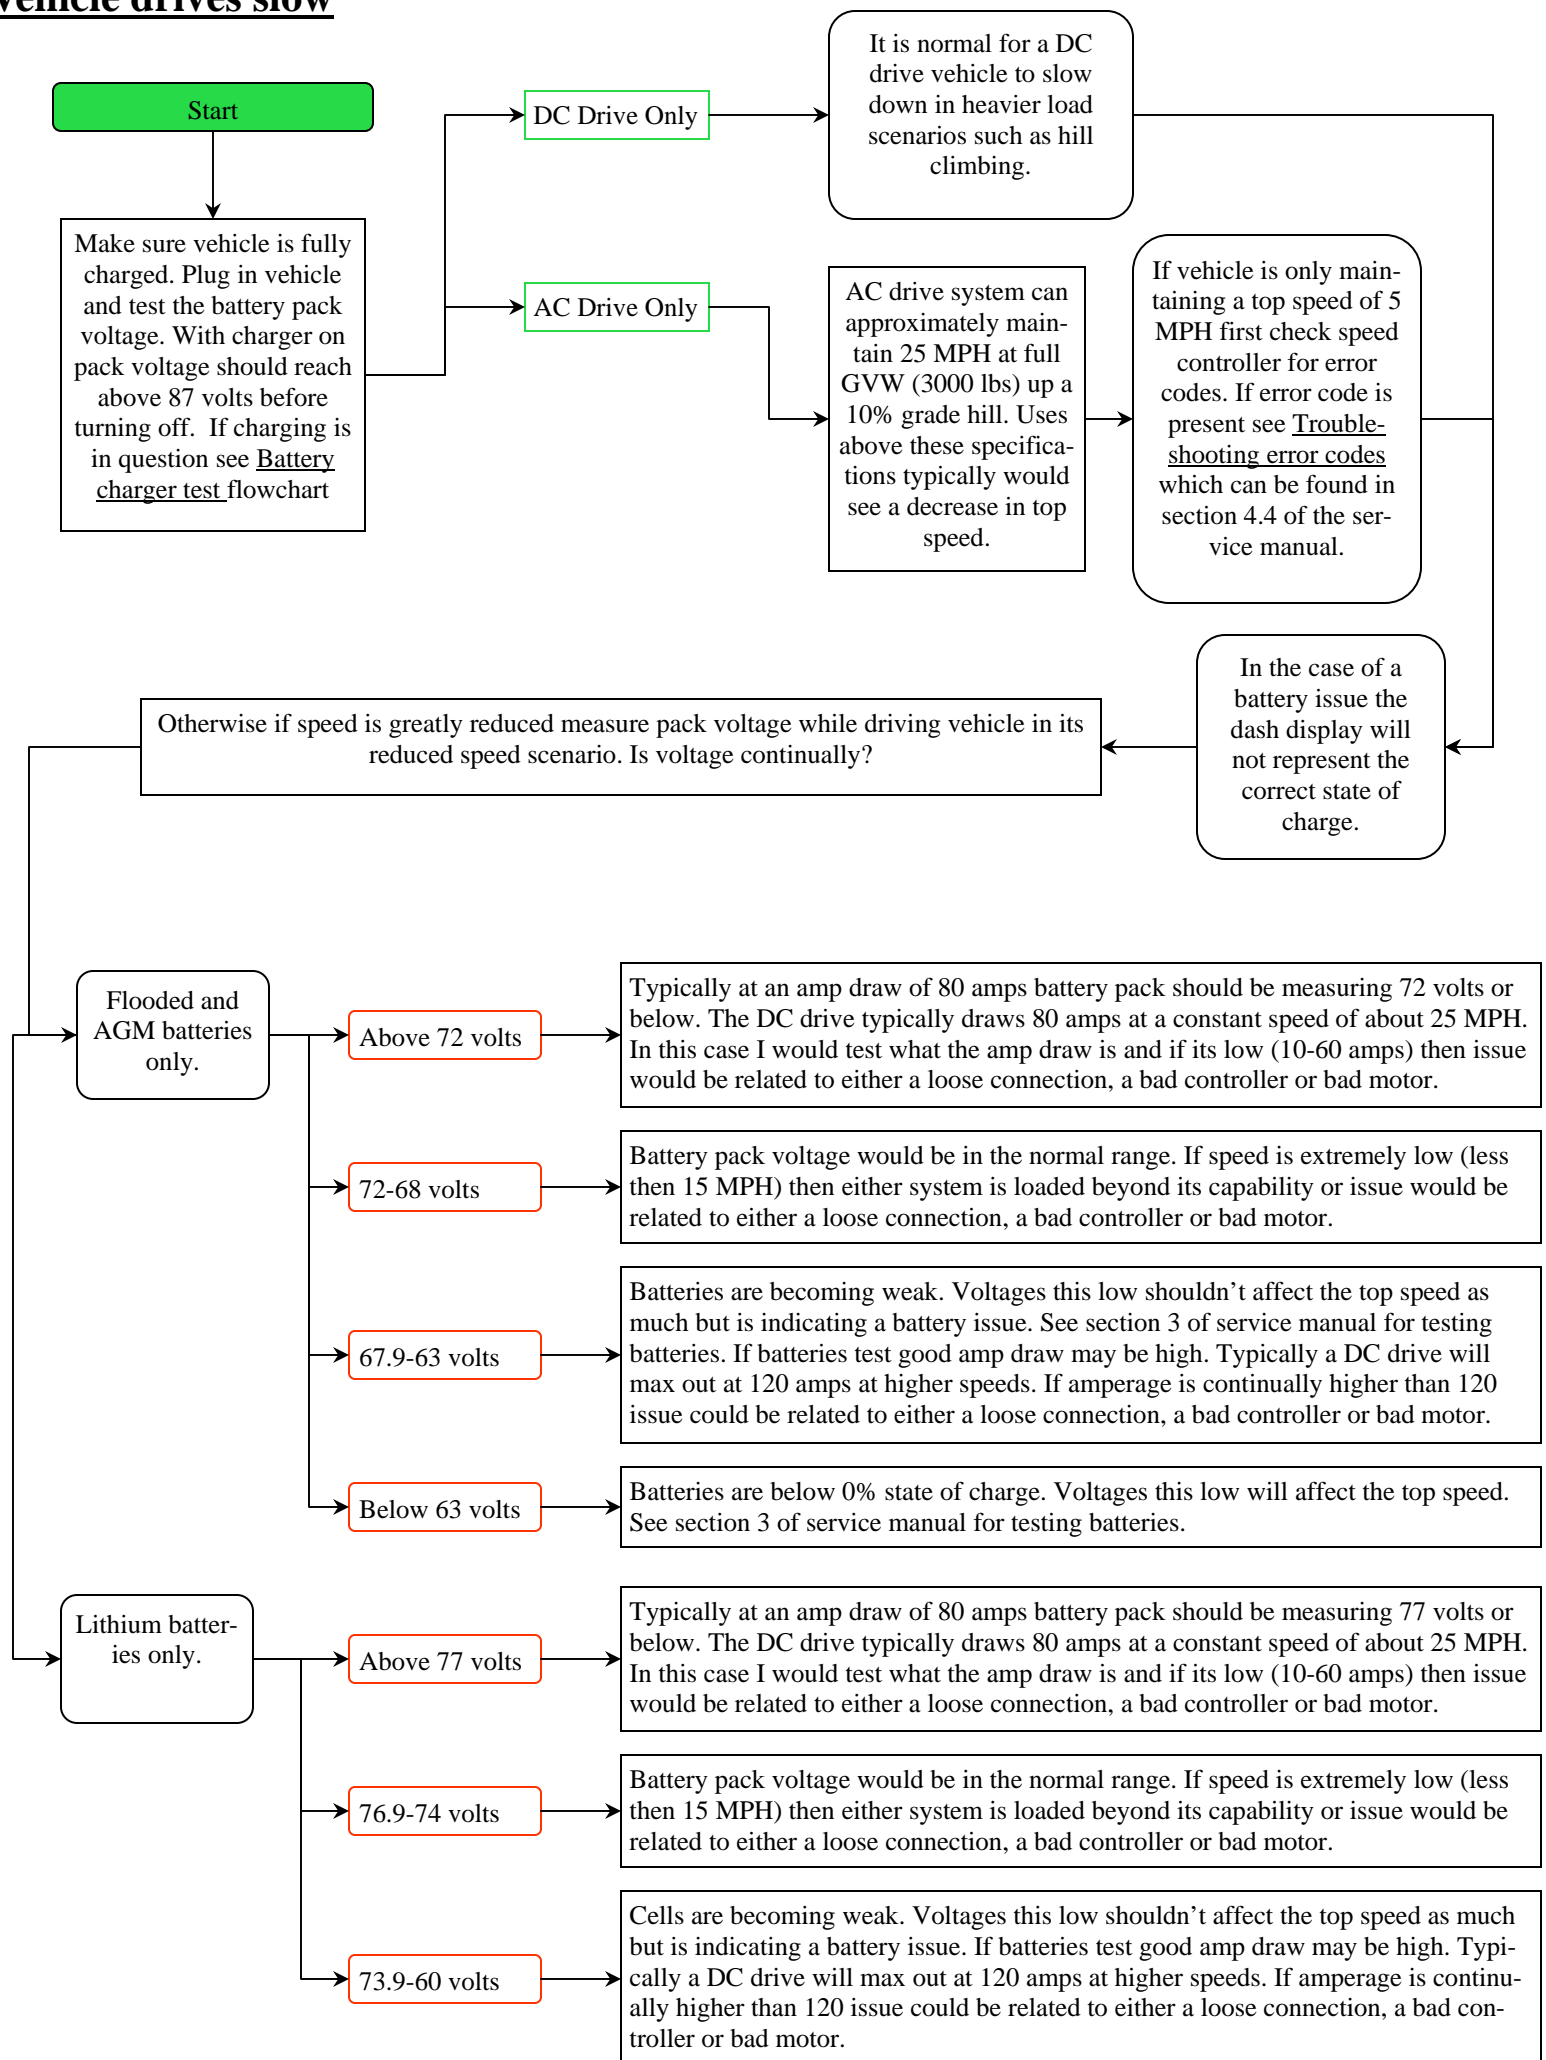 Vehicle drives slow
Start
Make sure vehicle is fully
charged. Plug in vehicle
and test the battery pack
voltage. With charger on
pack voltage should reach
above 87 volts before
turning off.  If charging is
in question see Battery
charger test flowchart
DC Drive Only
It is normal for a DC
drive vehicle to slow
down in heavier load
scenarios such as hill
climbing.
AC Drive Only
AC drive system can
approximately main-
tain 25 MPH at full
GVW (3000 lbs) up a
10% grade hill. Uses
above these specifica-
tions typically would
see a decrease in top
speed.
If vehicle is only main-
taining a top speed of 5
MPH first check speed
controller for error
codes. If error code is
present see Trouble-
shooting error codes
which can be found in
section 4.4 of the ser-
vice manual.
In the case of a
battery issue the
dash display will
not represent the
correct state of
charge.
Otherwise if speed is greatly reduced measure pack voltage while driving vehicle in its
reduced speed scenario. Is voltage continually?
Flooded and
AGM batteries
only.
Above 72 volts
Typically at an amp draw of 80 amps battery pack should be measuring 72 volts or
below. The DC drive typically draws 80 amps at a constant speed of about 25 MPH.
In this case I would test what the amp draw is and if its low (10-60 amps) then issue
would be related to either a loose connection, a bad controller or bad motor.
72-68 volts
Battery pack voltage would be in the normal range. If speed is extremely low (less
then 15 MPH) then either system is loaded beyond its capability or issue would be
related to either a loose connection, a bad controller or bad motor.
67.9-63 volts
Batteries are becoming weak. Voltages this low shouldn’t affect the top speed as
much but is indicating a battery issue. See section 3 of service manual for testing
batteries. If batteries test good amp draw may be high. Typically a DC drive will
max out at 120 amps at higher speeds. If amperage is continually higher than 120
issue could be related to either a loose connection, a bad controller or bad motor.
Below 63 volts
Batteries are below 0% state of charge. Voltages this low will affect the top speed.
See section 3 of service manual for testing batteries.
Lithium batter-
ies only.
Above 77 volts
Typically at an amp draw of 80 amps battery pack should be measuring 77 volts or
below. The DC drive typically draws 80 amps at a constant speed of about 25 MPH.
In this case I would test what the amp draw is and if its low (10-60 amps) then issue
would be related to either a loose connection, a bad controller or bad motor.
76.9-74 volts
Battery pack voltage would be in the normal range. If speed is extremely low (less
then 15 MPH) then either system is loaded beyond its capability or issue would be
related to either a loose connection, a bad controller or bad motor.
73.9-60 volts
Cells are becoming weak. Voltages this low shouldn’t affect the top speed as much
but is indicating a battery issue. If batteries test good amp draw may be high. Typi-
cally a DC drive will max out at 120 amps at higher speeds. If amperage is continu-
ally higher than 120 issue could be related to either a loose connection, a bad con-
troller or bad motor.